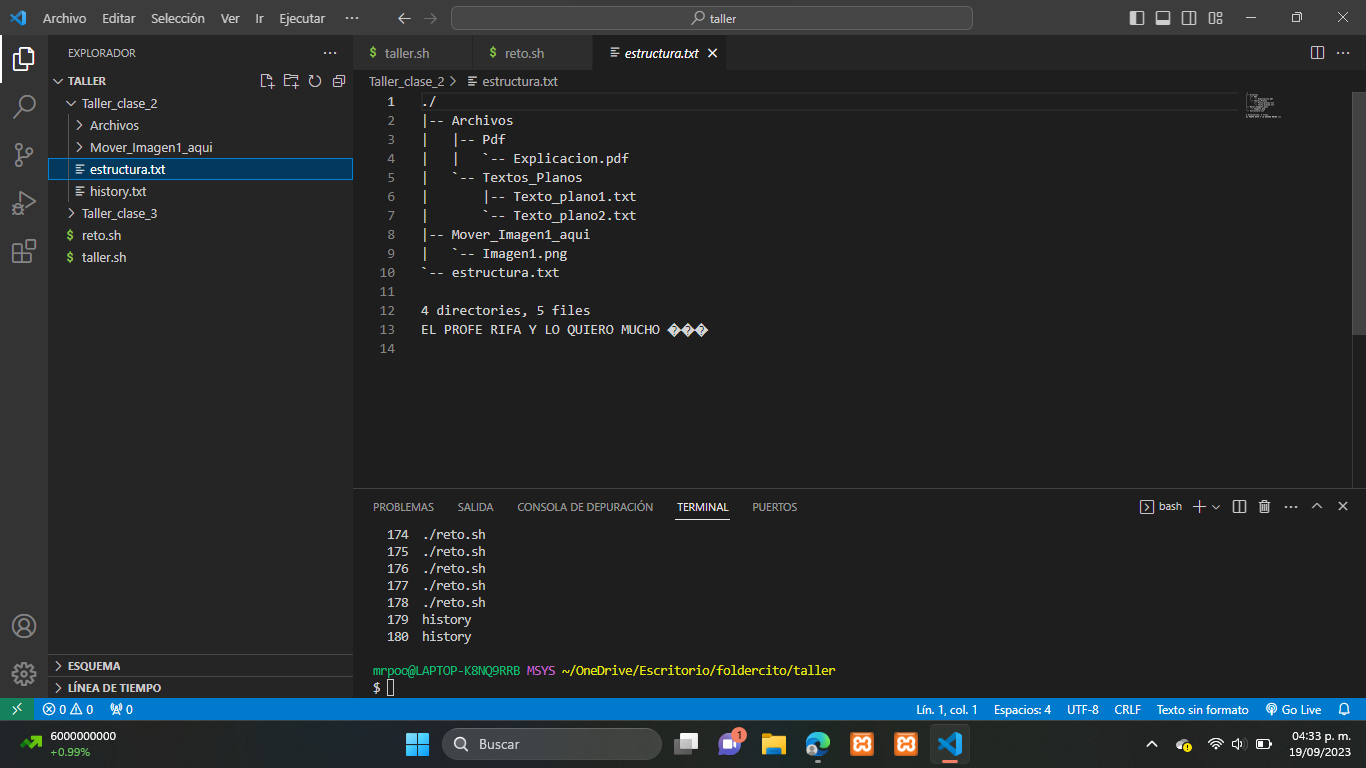 Archivo Editar Selección Ver Ir Ejecutar ··· taller
EXPLORADOR ···
TALLER
Taller_clase_2
Archivos
Mover_Imagen1_aqui
estructura.txt
history.txt
Taller_clase_3
reto.sh
taller.sh
ESQUEMA
LÍNEA DE TIEMPO
$ taller.sh $ reto.sh estructura.txt
Taller_clase_2 > estructura.txt
1 ./
2 |-- Archivos
3 |   |-- Pdf
4 |   |   `-- Explicacion.pdf
5 |   `-- Textos_Planos
6 |       |-- Texto_plano1.txt
7 |       `-- Texto_plano2.txt
8 |-- Mover_Imagen1_aqui
9 |   `-- Imagen1.png
10 `-- estructura.txt
11
12 4 directories, 5 files
13 EL PROFE RIFA Y LO QUIERO MUCHO ���
14
PROBLEMAS SALIDA CONSOLA DE DEPURACIÓN TERMINAL PUERTOS bash
174 ./reto.sh
175 ./reto.sh
176 ./reto.sh
177 ./reto.sh
178 ./reto.sh
179 history
180 history
mrpoo@LAPTOP-K8NQ9RRB MSYS ~/OneDrive/Escritorio/foldercito/taller
$
0 0 0 Lín. 1, col. 1 Espacios: 4 UTF-8 CRLF Texto sin formato Go Live
6000000000
+0.99%
Buscar
1
04:33 p. m.
19/09/2023